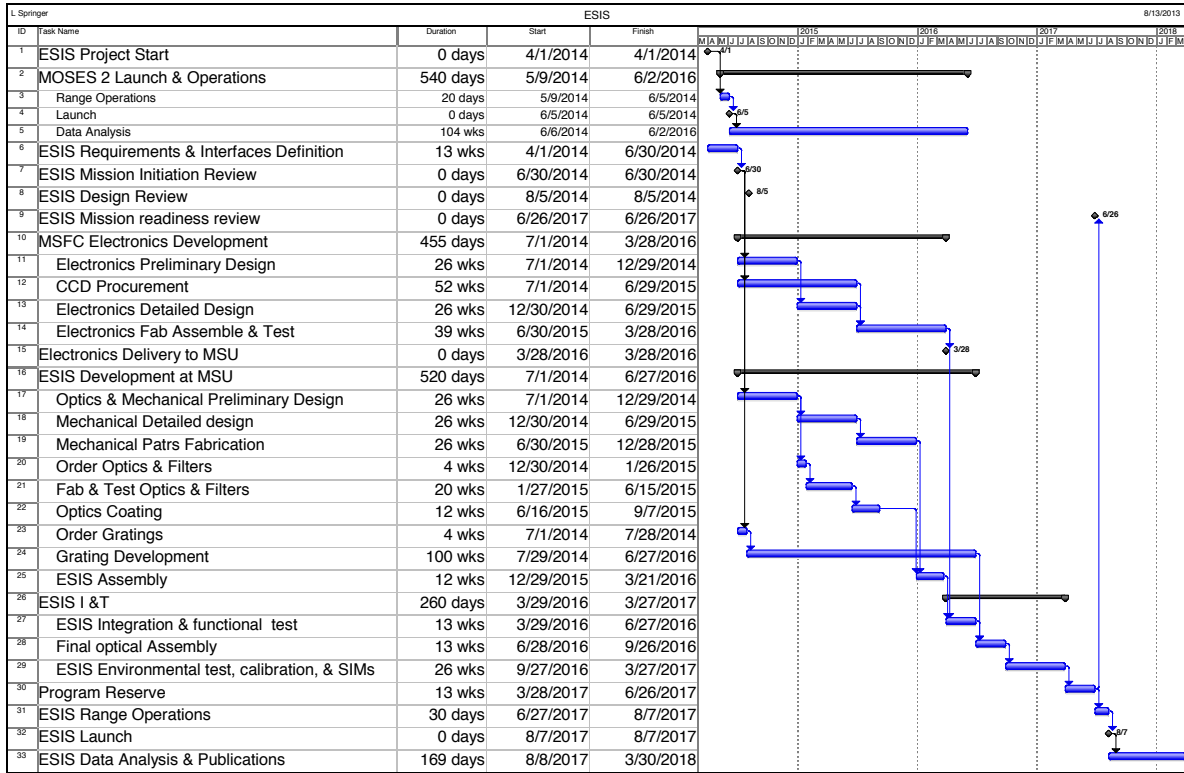 L Springer ESIS 8/13/2013
ID Task Name Duration Start Finish 2015 2016 2017 2018
M A M J J A S O N D J F M A M J J A S O N D J F M A M J J A S O N D J F M A M J J A S O N D J F M
1 ESIS Project Start 0 days 4/1/2014 4/1/2014 4/1
2 MOSES 2 Launch & Operations 540 days 5/9/2014 6/2/2016
3 Range Operations 20 days 5/9/2014 6/5/2014
4 Launch 0 days 6/5/2014 6/5/2014 6/5
5 Data Analysis 104 wks 6/6/2014 6/2/2016
6 ESIS Requirements & Interfaces Definition 13 wks 4/1/2014 6/30/2014
7 ESIS Mission Initiation Review 0 days 6/30/2014 6/30/2014 6/30
8 ESIS Design Review 0 days 8/5/2014 8/5/2014 8/5
9 ESIS Mission readiness review 0 days 6/26/2017 6/26/2017 6/26
10 MSFC Electronics Development 455 days 7/1/2014 3/28/2016
11 Electronics Preliminary Design 26 wks 7/1/2014 12/29/2014
12 CCD Procurement 52 wks 7/1/2014 6/29/2015
13 Electronics Detailed Design 26 wks 12/30/2014 6/29/2015
14 Electronics Fab Assemble & Test 39 wks 6/30/2015 3/28/2016
15 Electronics Delivery to MSU 0 days 3/28/2016 3/28/2016 3/28
16 ESIS Development at MSU 520 days 7/1/2014 6/27/2016
17 Optics & Mechanical Preliminary Design 26 wks 7/1/2014 12/29/2014
18 Mechanical Detailed design 26 wks 12/30/2014 6/29/2015
19 Mechanical Patrs Fabrication 26 wks 6/30/2015 12/28/2015
20 Order Optics & Filters 4 wks 12/30/2014 1/26/2015
21 Fab & Test Optics & Filters 20 wks 1/27/2015 6/15/2015
22 Optics Coating 12 wks 6/16/2015 9/7/2015
23 Order Gratings 4 wks 7/1/2014 7/28/2014
24 Grating Development 100 wks 7/29/2014 6/27/2016
25 ESIS Assembly 12 wks 12/29/2015 3/21/2016
26 ESIS I &T 260 days 3/29/2016 3/27/2017
27 ESIS Integration & functional test 13 wks 3/29/2016 6/27/2016
28 Final optical Assembly 13 wks 6/28/2016 9/26/2016
29 ESIS Environmental test, calibration, & SIMs 26 wks 9/27/2016 3/27/2017
30 Program Reserve 13 wks 3/28/2017 6/26/2017
31 ESIS Range Operations 30 days 6/27/2017 8/7/2017
32 ESIS Launch 0 days 8/7/2017 8/7/2017 8/7
33 ESIS Data Analysis & Publications 169 days 8/8/2017 3/30/2018